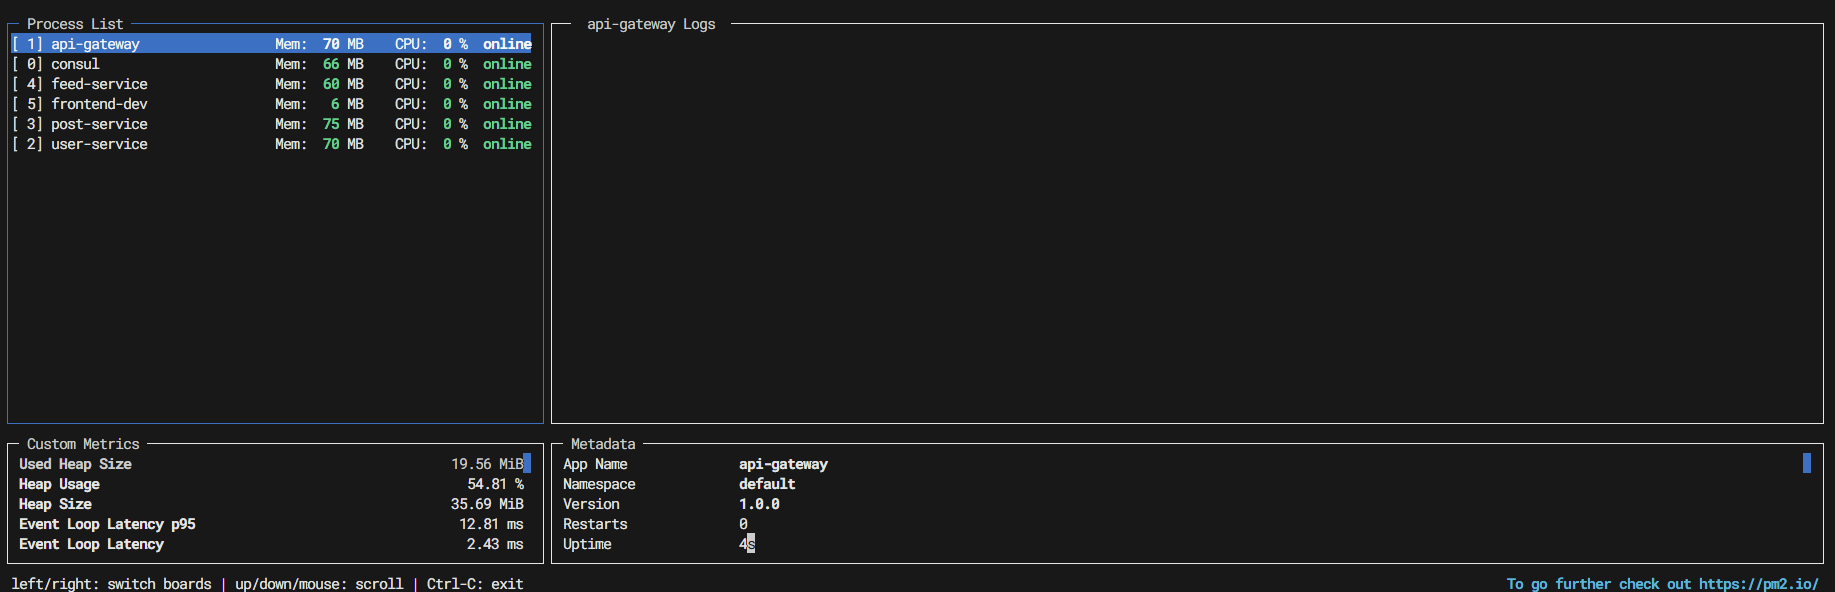 Process List
[ 1] api-gateway Mem: 70 MB CPU: 0 % online
[ 0] consul Mem: 66 MB CPU: 0 % online
[ 4] feed-service Mem: 60 MB CPU: 0 % online
[ 5] frontend-dev Mem: 6 MB CPU: 0 % online
[ 3] post-service Mem: 75 MB CPU: 0 % online
[ 2] user-service Mem: 70 MB CPU: 0 % online
api-gateway Logs
Custom Metrics
Used Heap Size 19.56 MiB
Heap Usage 54.81 %
Heap Size 35.69 MiB
Event Loop Latency p95 12.81 ms
Event Loop Latency 2.43 ms
Metadata
App Name api-gateway
Namespace default
Version 1.0.0
Restarts 0
Uptime 4s
left/right: switch boards | up/down/mouse: scroll | Ctrl-C: exit
To go further check out https://pm2.io/